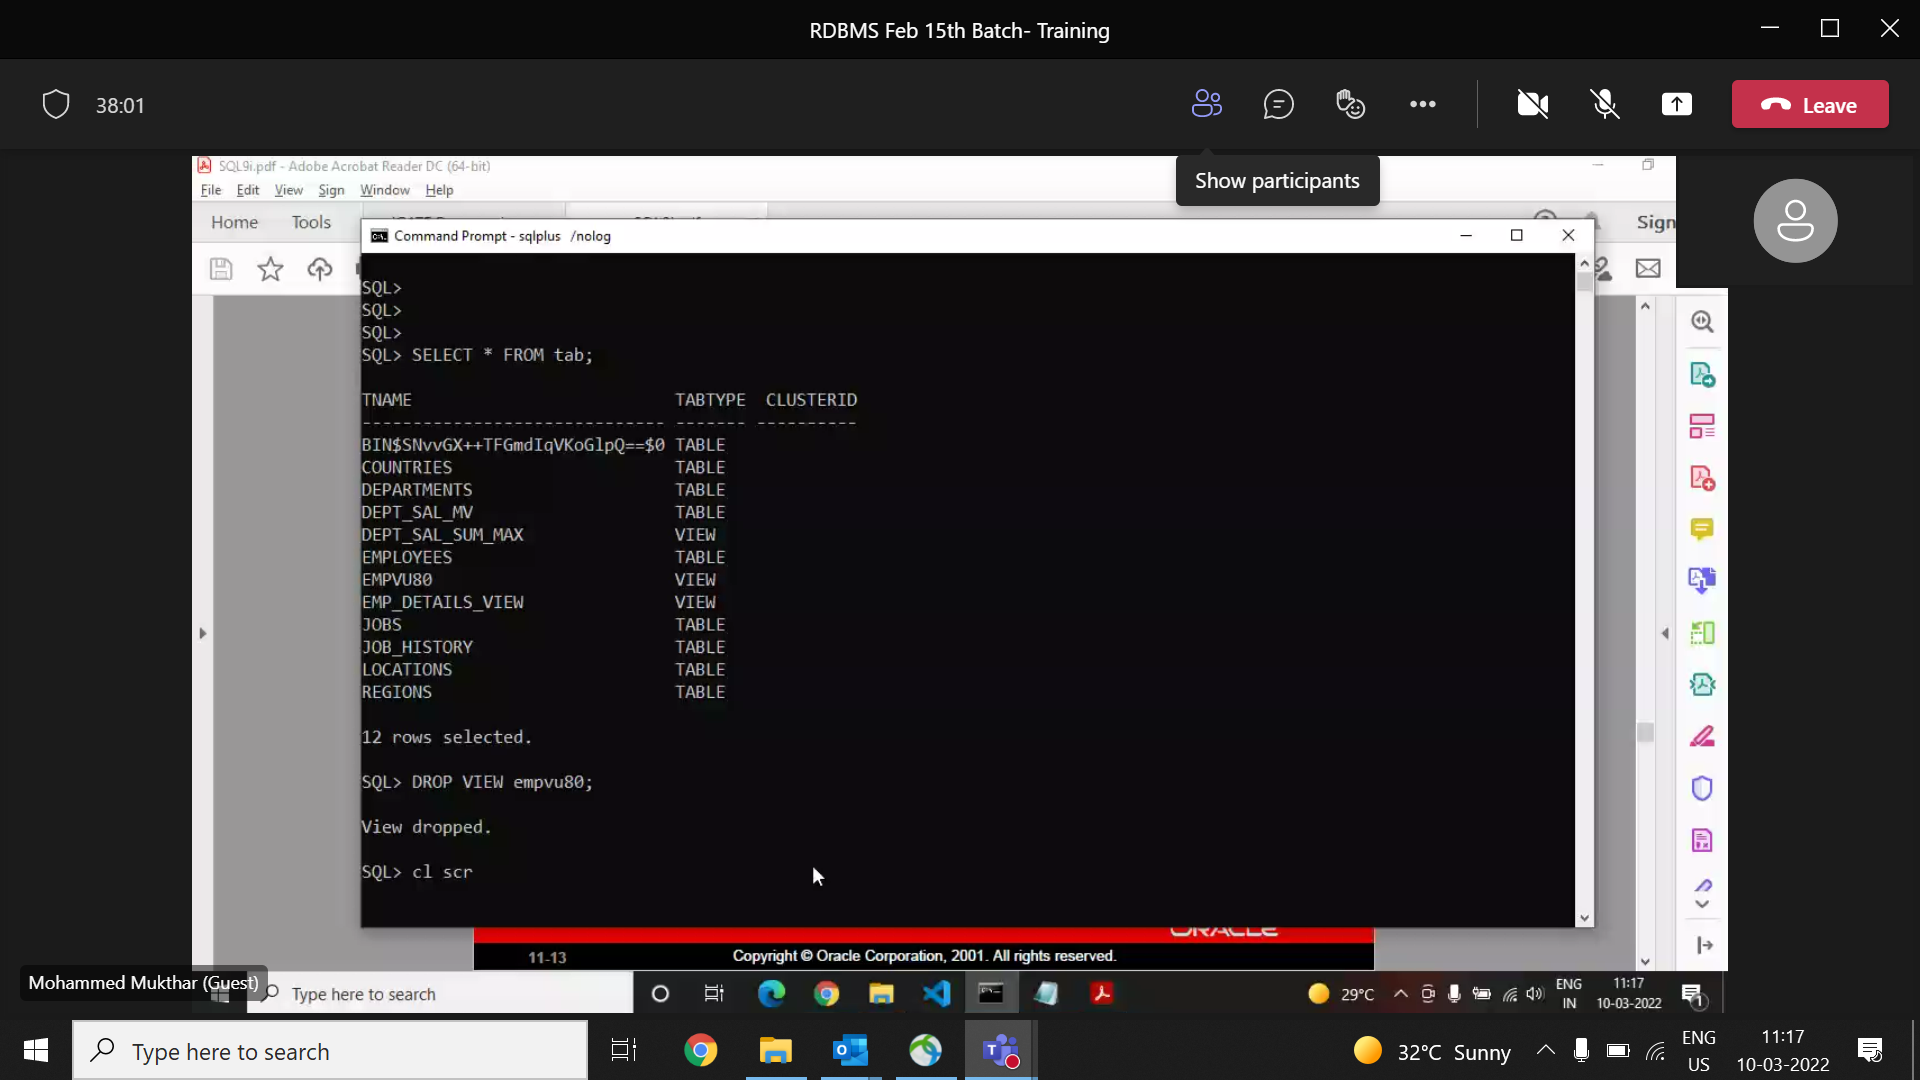 RDBMS Feb 15th Batch- Training
38:01
Leave
Show participants
SQL9i.pdf - Adobe Acrobat Reader DC (64-bit)
File Edit View Sign Window Help
Home Tools
Sign
Command Prompt - sqlplus /nolog
SQL>
SQL>
SQL>
SQL> SELECT * FROM tab;
TNAME TABTYPE CLUSTERID
------------------------------ ------- ----------
BIN$SNvvGX++TFGmdIqVKoGlpQ==$0 TABLE
COUNTRIES TABLE
DEPARTMENTS TABLE
DEPT_SAL_MV TABLE
DEPT_SAL_SUM_MAX VIEW
EMPLOYEES TABLE
EMPVU80 VIEW
EMP_DETAILS_VIEW VIEW
JOBS TABLE
JOB_HISTORY TABLE
LOCATIONS TABLE
REGIONS TABLE
12 rows selected.
SQL> DROP VIEW empvu80;
View dropped.
SQL> cl scr
ORACLE
11-13 Copyright © Oracle Corporation, 2001. All rights reserved.
Mohammed Mukthar (Guest)
Type here to search
29°C
ENG
IN
11:17
10-03-2022
1
Type here to search
32°C Sunny
ENG
US
11:17
10-03-2022